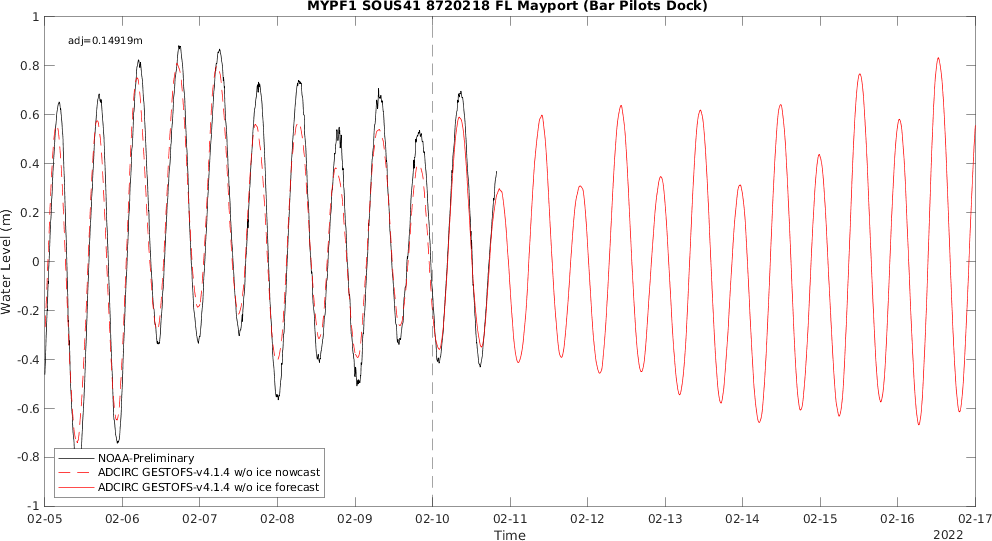 MYPF1 SOUS41 8720218 FL Mayport (Bar Pilots Dock)
adj=0.14919m
Water Level (m)
1
0.8
0.6
0.4
0.2
0
-0.2
-0.4
-0.6
-0.8
-1
NOAA-Preliminary
ADCIRC GESTOFS-v4.1.4 w/o ice nowcast
ADCIRC GESTOFS-v4.1.4 w/o ice forecast
02-05 02-06 02-07 02-08 02-09 02-10 02-11 02-12 02-13 02-14 02-15 02-16 02-17
Time
2022